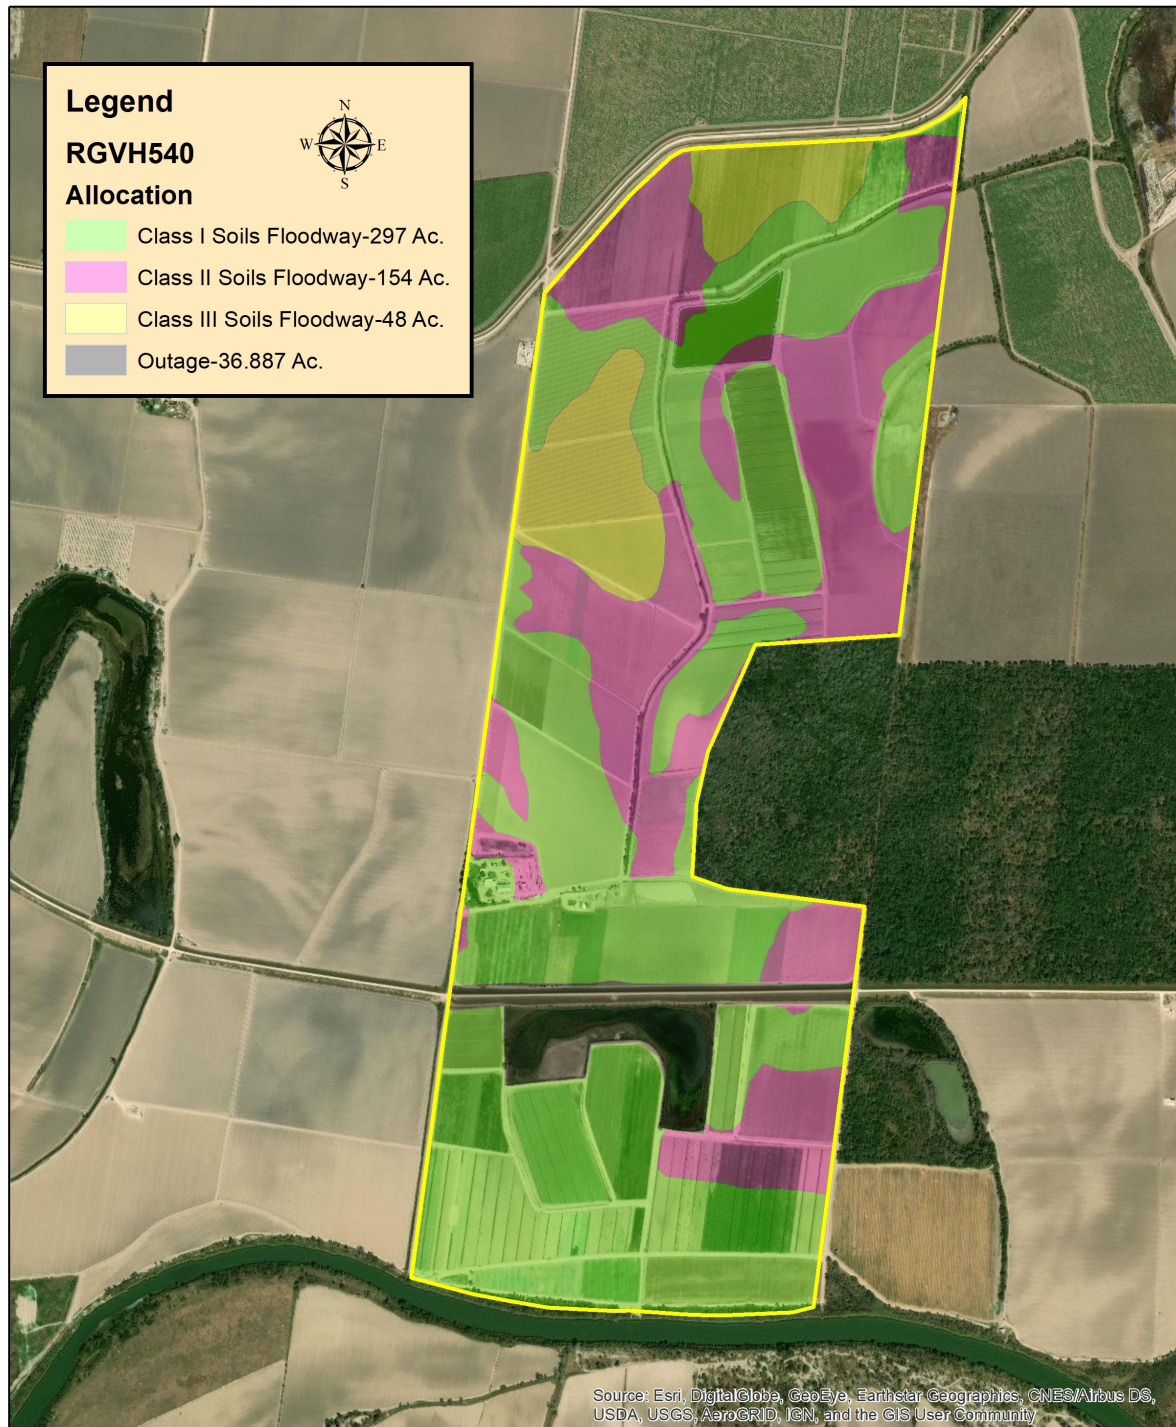 Legend
RGVH540
Allocation
N
W E
S
Class I Soils Floodway-297 Ac.
Class II Soils Floodway-154 Ac.
Class III Soils Floodway-48 Ac.
Outage-36.887 Ac.
Source: Esri, DigitalGlobe, GeoEye, Earthstar Geographics, CNES/Airbus DS,
USDA, USGS, AeroGRID, IGN, and the GIS User Community